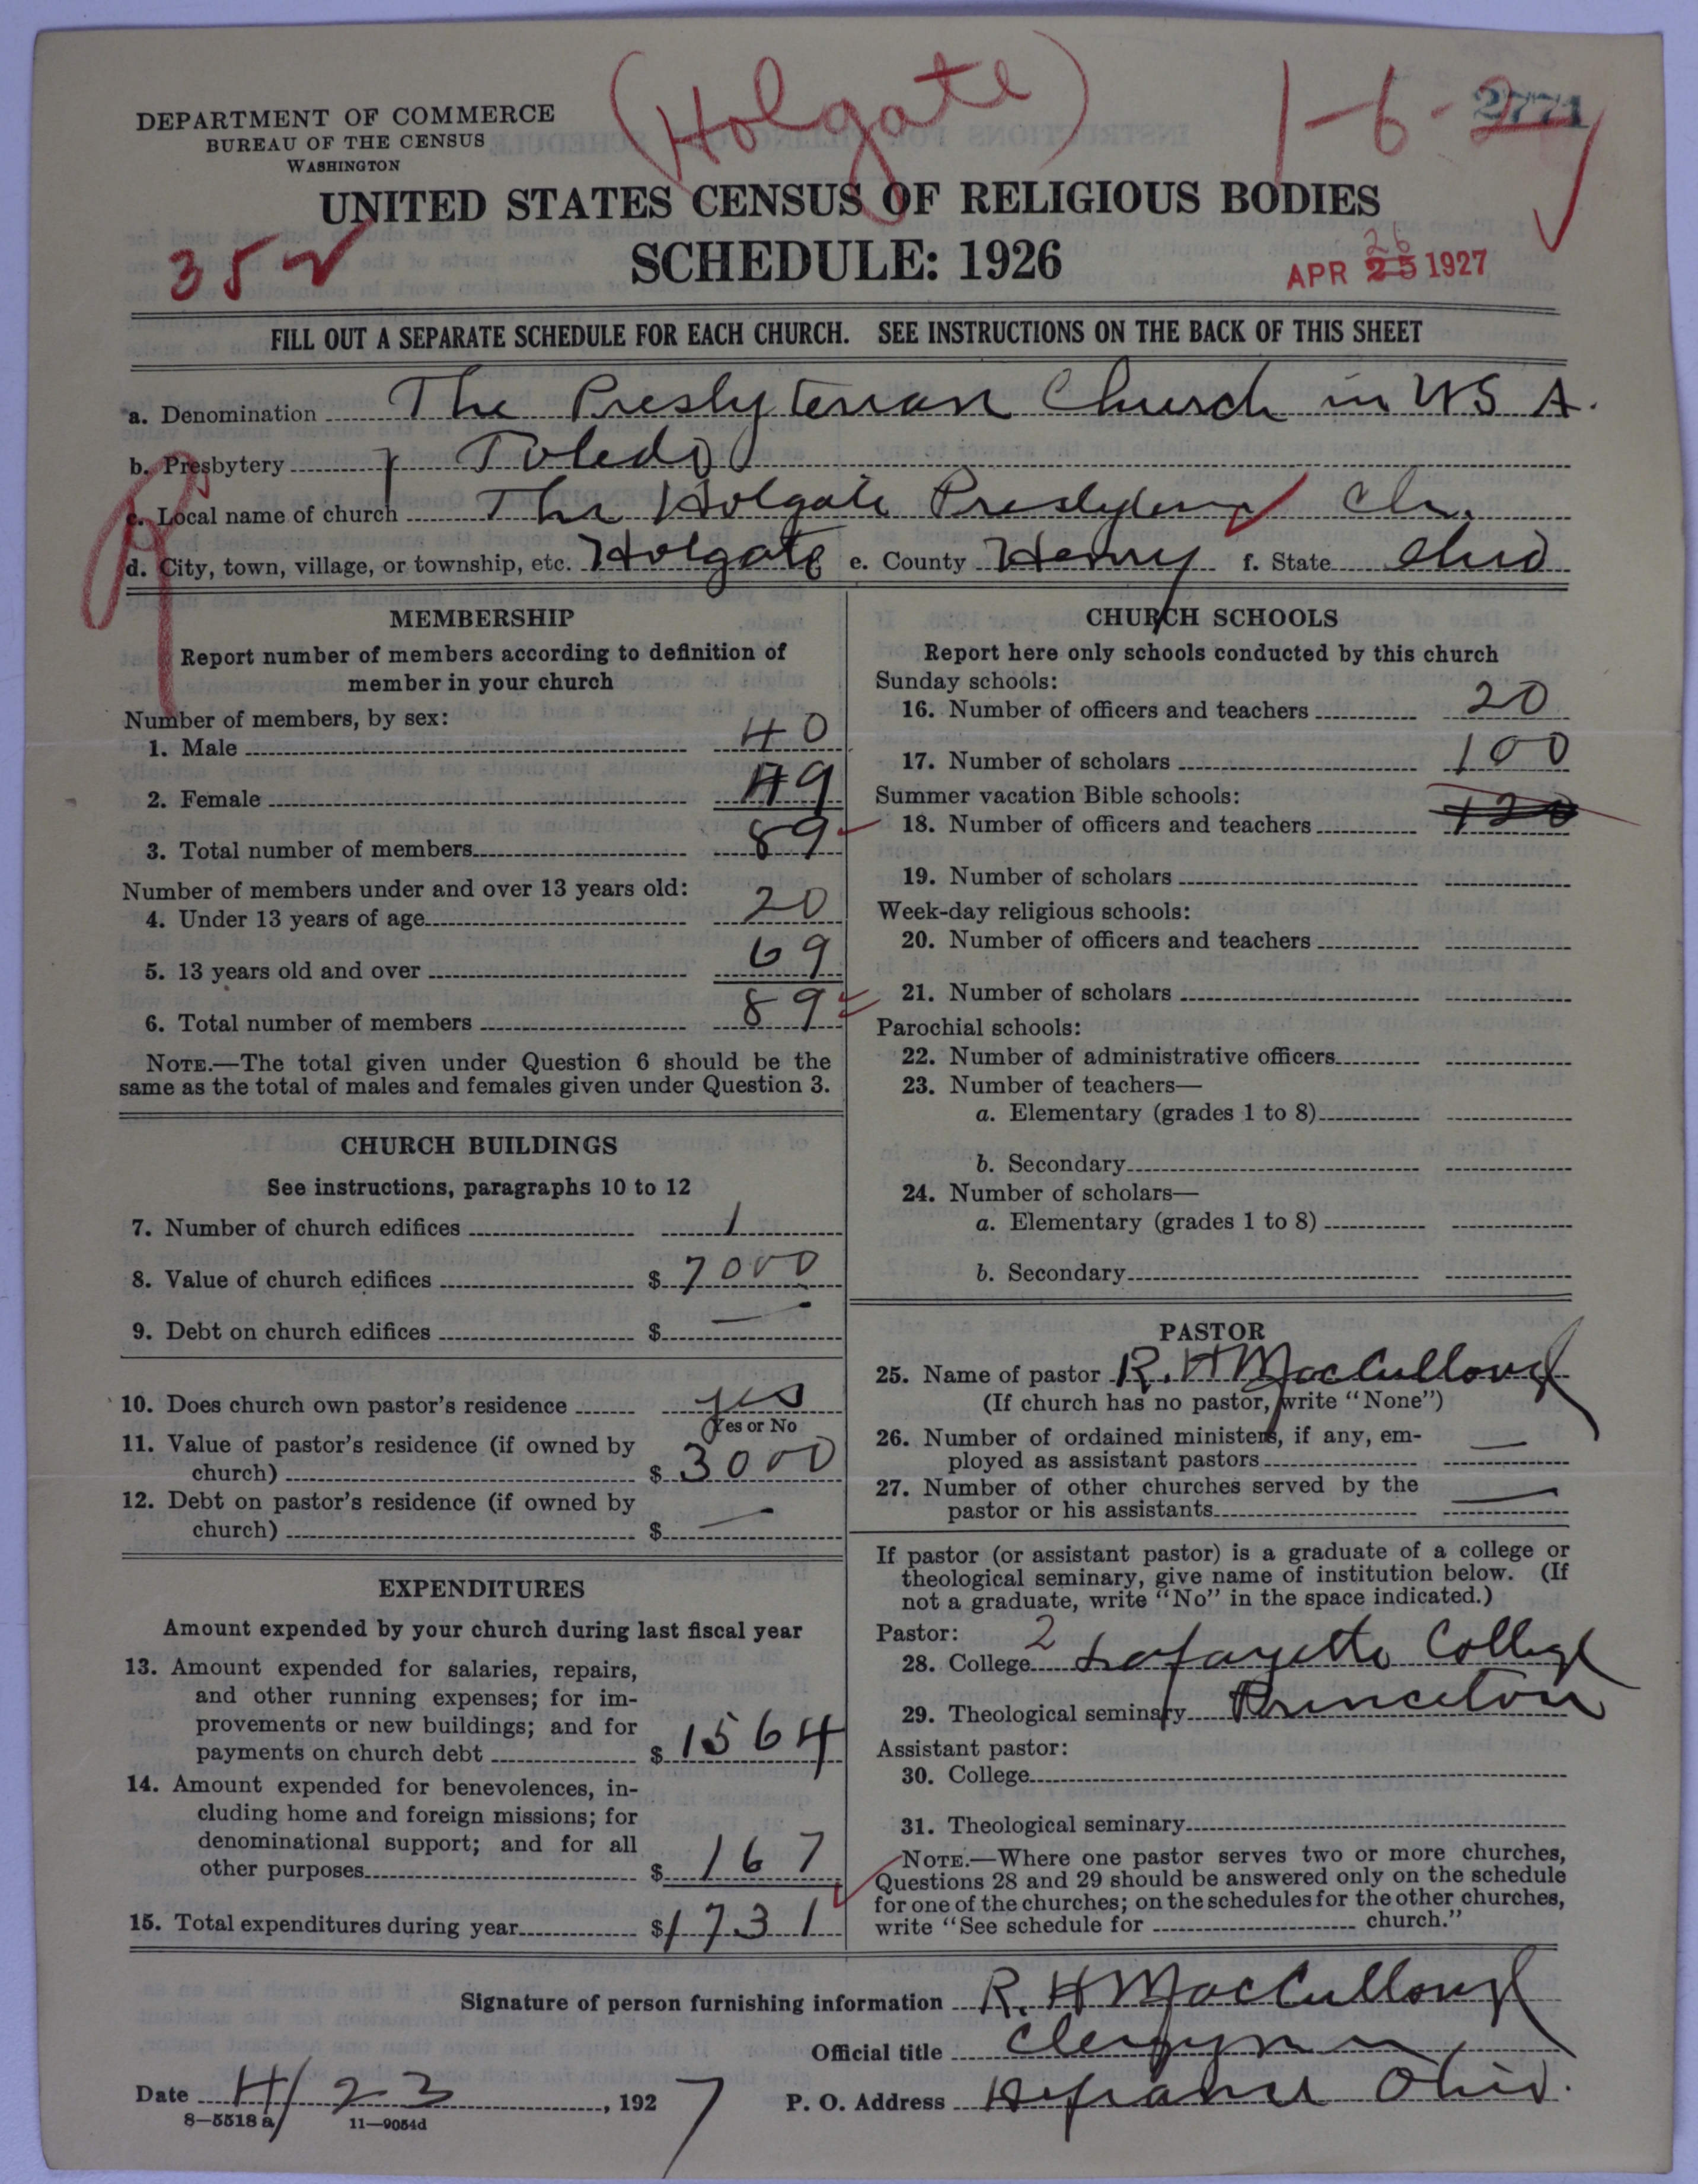 (Holgate)
1-6-27
2771
DEPARTMENT OF COMMERCE
BUREAU OF THE CENSUS
WASHINGTON
UNITED STATES CENSUS OF RELIGIOUS BODIES
352
SCHEDULE: 1926
26
APR 25 1927
FILL OUT A SEPARATE SCHEDULE FOR EACH CHURCH. SEE INSTRUCTIONS ON THE BACK OF THIS SHEET
a. Denomination The Presbyterian Church in U S A.
b. Presbytery Toledo
c. Local name of church The Holgate Presbyterian Ch.
d. City, town, village, or township, etc. Holgate e. County Henry f. State Ohio
MEMBERSHIP
Report number of members according to definition of
member in your church
Number of members, by sex:
1. Male 40
2. Female 49
3. Total number of members 89
Number of members under and over 13 years old:
4. Under 13 years of age 20
5. 13 years old and over 69
6. Total number of members 89
NOTE.—The total given under Question 6 should be the
same as the total of males and females given under Question 3.
CHURCH BUILDINGS
See instructions, paragraphs 10 to 12
7. Number of church edifices 1
8. Value of church edifices $ 7000
9. Debt on church edifices $ —
10. Does church own pastor's residence yes
Yes or No
11. Value of pastor's residence (if owned by
church) $ 3000
12. Debt on pastor's residence (if owned by
church) $ —
EXPENDITURES
Amount expended by your church during last fiscal year
13. Amount expended for salaries, repairs,
and other running expenses; for im-
provements or new buildings; and for
payments on church debt $ 1564
14. Amount expended for benevolences, in-
cluding home and foreign missions; for
denominational support; and for all
other purposes $ 167
15. Total expenditures during year $ 1731
CHURCH SCHOOLS
Report here only schools conducted by this church
Sunday schools:
16. Number of officers and teachers 20
17. Number of scholars 100
Summer vacation Bible schools:
18. Number of officers and teachers 120
19. Number of scholars
Week-day religious schools:
20. Number of officers and teachers
21. Number of scholars
Parochial schools:
22. Number of administrative officers
23. Number of teachers—
a. Elementary (grades 1 to 8)
b. Secondary
24. Number of scholars—
a. Elementary (grades 1 to 8)
b. Secondary
PASTOR
25. Name of pastor R. H MacCullough
(If church has no pastor, write "None")
26. Number of ordained ministers, if any, em-
ployed as assistant pastors —
27. Number of other churches served by the
pastor or his assistants —
If pastor (or assistant pastor) is a graduate of a college or
theological seminary, give name of institution below. (If
not a graduate, write "No" in the space indicated.)
Pastor: 2
28. College Lafayette College
29. Theological seminary Princeton
Assistant pastor:
30. College
31. Theological seminary
NOTE.—Where one pastor serves two or more churches,
Questions 28 and 29 should be answered only on the schedule
for one of the churches; on the schedules for the other churches,
write "See schedule for church."
Signature of person furnishing information R. H MacCullough
Official title Clergyman
Date 4/23, 1927 P. O. Address Defiance Ohio.
8-5518 a 11-9054d